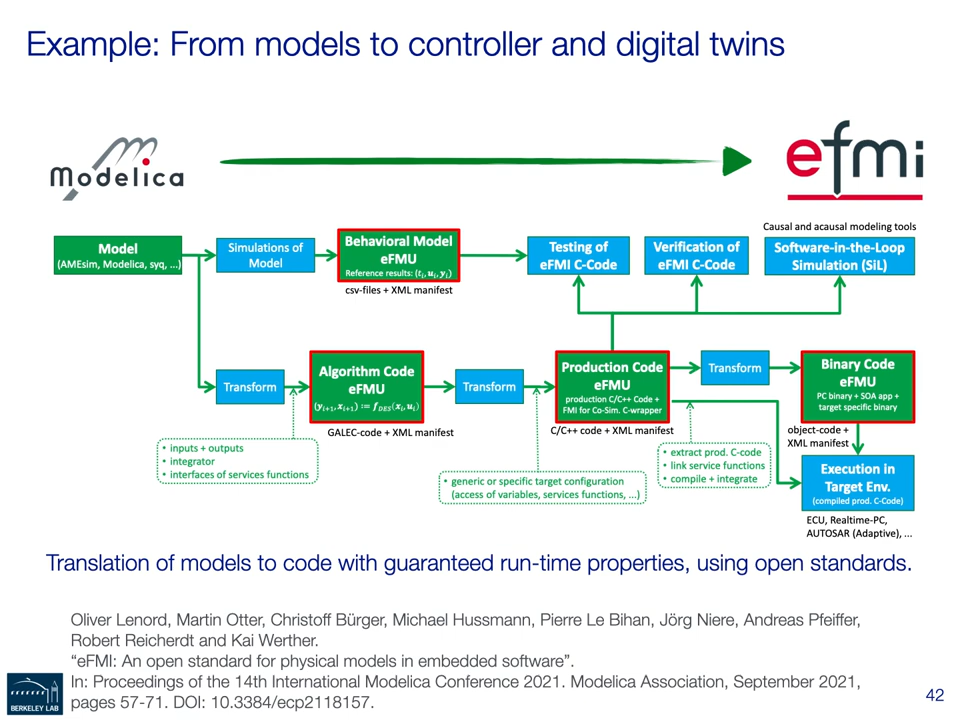 Example: From models to controller and digital twins
Modelica
efmi
Causal and acausal modeling tools
Model
(AMEsim, Modelica, syq, ...)
Simulations of
Model
Behavioral Model
eFMU
Reference results: (tᵢ, uᵢ, yᵢ)
csv-files + XML manifest
Testing of
eFMI C-Code
Verification of
eFMI C-Code
Software-in-the-Loop
Simulation (SiL)
Transform
Algorithm Code
eFMU
(yᵢ₊₁, xᵢ₊₁) := f_DES(xᵢ, uᵢ)
GALEC-code + XML manifest
Transform
Production Code
eFMU
production C/C++ Code +
FMI for Co-Sim. C-wrapper
C/C++ code + XML manifest
Transform
Binary Code
eFMU
PC binary + SOA app +
target specific binary
object-code +
XML manifest
• inputs + outputs
• integrator
• interfaces of services functions
• generic or specific target configuration
(access of variables, services functions, ...)
• extract prod. C-code
• link service functions
• compile + integrate
Execution in
Target Env.
(compiled prod. C-Code)
ECU, Realtime-PC,
AUTOSAR (Adaptive), ...
Translation of models to code with guaranteed run-time properties, using open standards.
Oliver Lenord, Martin Otter, Christoff Bürger, Michael Hussmann, Pierre Le Bihan, Jörg Niere, Andreas Pfeiffer,
Robert Reicherdt and Kai Werther.
“eFMI: An open standard for physical models in embedded software”.
In: Proceedings of the 14th International Modelica Conference 2021. Modelica Association, September 2021,
pages 57-71. DOI: 10.3384/ecp2118157.
BERKELEY LAB
42